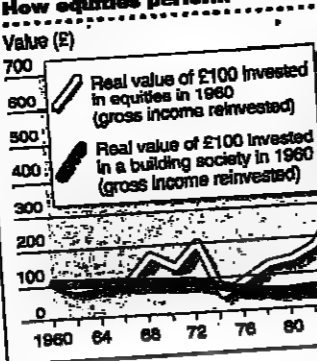 How equities perform
Value (£)
700
600
500
400
300
200
100
0
Real value of £100 invested
in equities in 1960
(gross income reinvested)
Real value of £100 invested
in a building society in 1960
(gross income reinvested)
1960 64 68 72 76 80